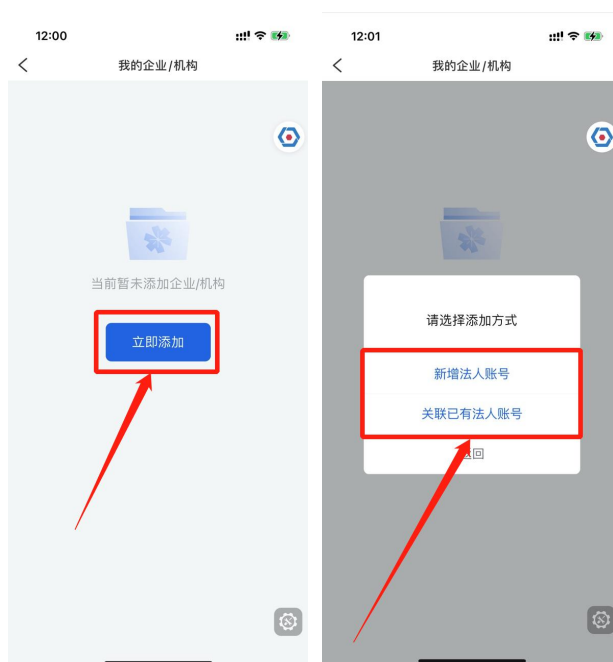 12:00
我的企业/机构
当前暂未添加企业/机构
立即添加
12:01
我的企业/机构
请选择添加方式
新增法人账号
关联已有法人账号
返回